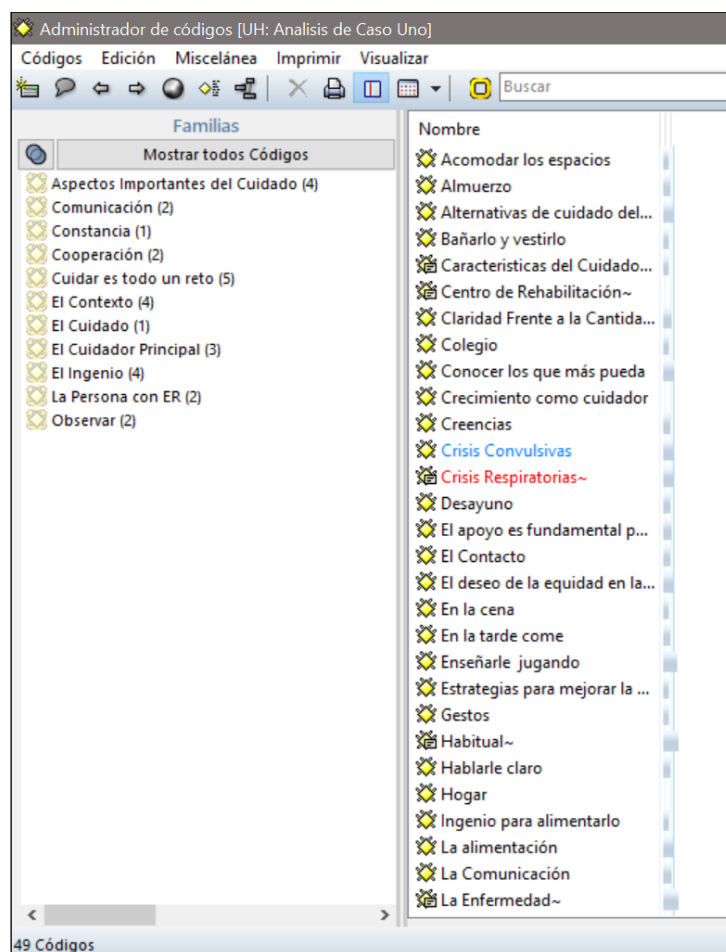 Administrador de códigos [UH: Analisis de Caso Uno]
Códigos Edición Miscelánea Imprimir Visualizar
Buscar
Familias
Mostrar todos Códigos
Aspectos Importantes del Cuidado (4)
Comunicación (2)
Constancia (1)
Cooperación (2)
Cuidar es todo un reto (5)
El Contexto (4)
El Cuidado (1)
El Cuidador Principal (3)
El Ingenio (4)
La Persona con ER (2)
Observar (2)
Nombre
Acomodar los espacios
Almuerzo
Alternativas de cuidado del...
Bañarlo y vestirlo
Caracteristicas del Cuidado...
Centro de Rehabilitación~
Claridad Frente a la Cantida...
Colegio
Conocer los que más pueda
Crecimiento como cuidador
Creencias
Crisis Convulsivas
Crisis Respiratorias~
Desayuno
El apoyo es fundamental p...
El Contacto
El deseo de la equidad en la...
En la cena
En la tarde come
Enseñarle  jugando
Estrategias para mejorar la ...
Gestos
Habitual~
Hablarle claro
Hogar
Ingenio para alimentarlo
La alimentación
La Comunicación
La Enfermedad~
49 Códigos